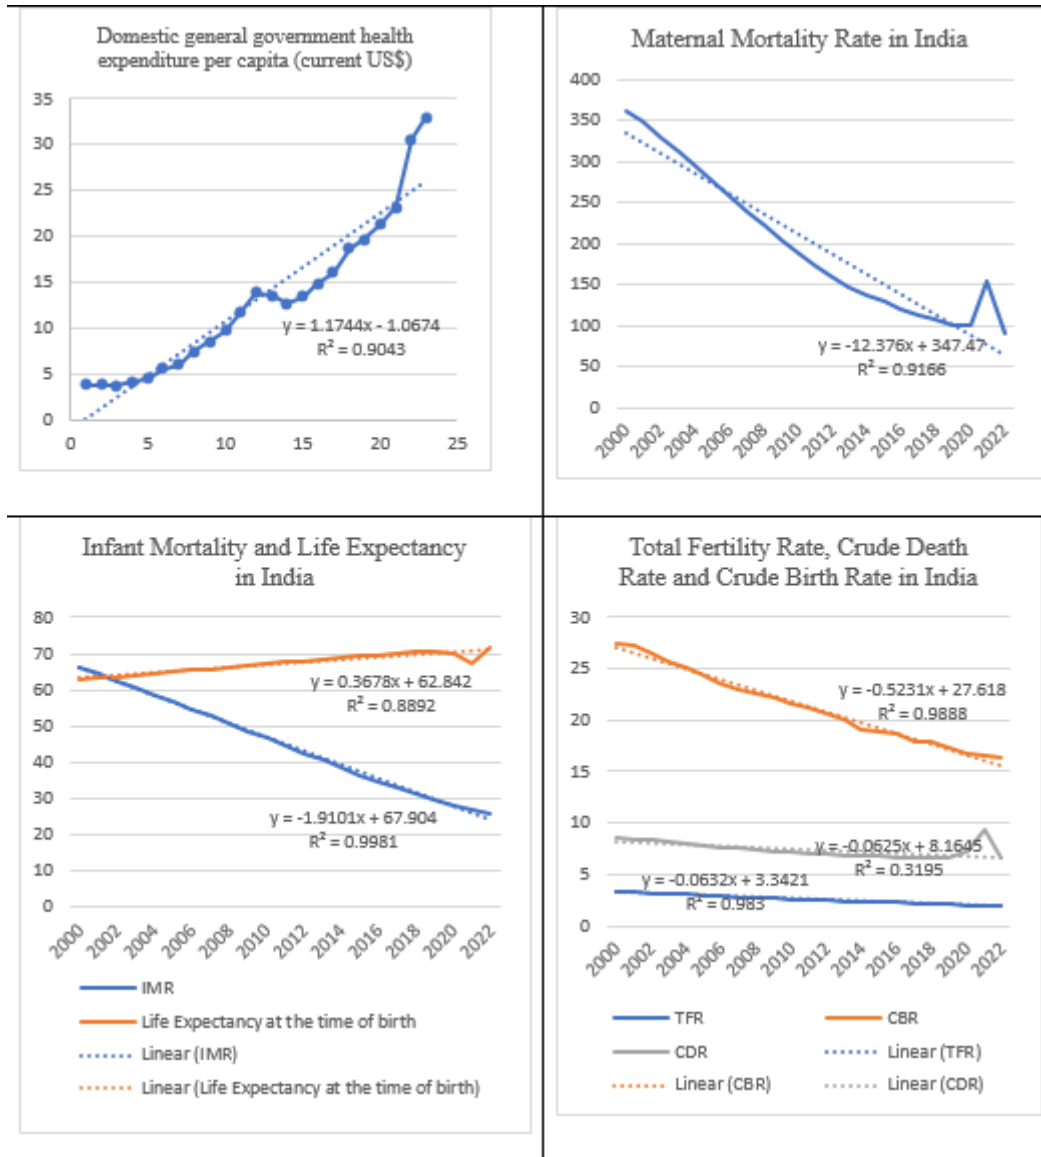 Domestic general government health
expenditure per capita (current US$)
35
30
25
20
15
10
5
0
y = 1.1744x - 1.0674
R² = 0.9043
0 5 10 15 20 25
Maternal Mortality Rate in India
400
350
300
250
200
150
100
50
0
y = -12.376x + 347.47
R² = 0.9166
2000 2002 2004 2006 2008 2010 2012 2014 2016 2018 2020 2022
Infant Mortality and Life Expectancy
in India
80
70
60
50
40
30
20
10
0
y = 0.3678x + 62.842
R² = 0.8892
y = -1.9101x + 67.904
R² = 0.9981
2000 2002 2004 2006 2008 2010 2012 2014 2016 2018 2020 2022
IMR
Life Expectancy at the time of birth
Linear (IMR)
Linear (Life Expectancy at the time of birth)
Total Fertility Rate, Crude Death
Rate and Crude Birth Rate in India
30
25
20
15
10
5
0
y = -0.5231x + 27.618
R² = 0.9888
y = -0.0625x + 8.1645
R² = 0.3195
y = -0.0632x + 3.3421
R² = 0.983
2000 2002 2004 2006 2008 2010 2012 2014 2016 2018 2020 2022
TFR CBR
CDR Linear (TFR)
Linear (CBR) Linear (CDR)